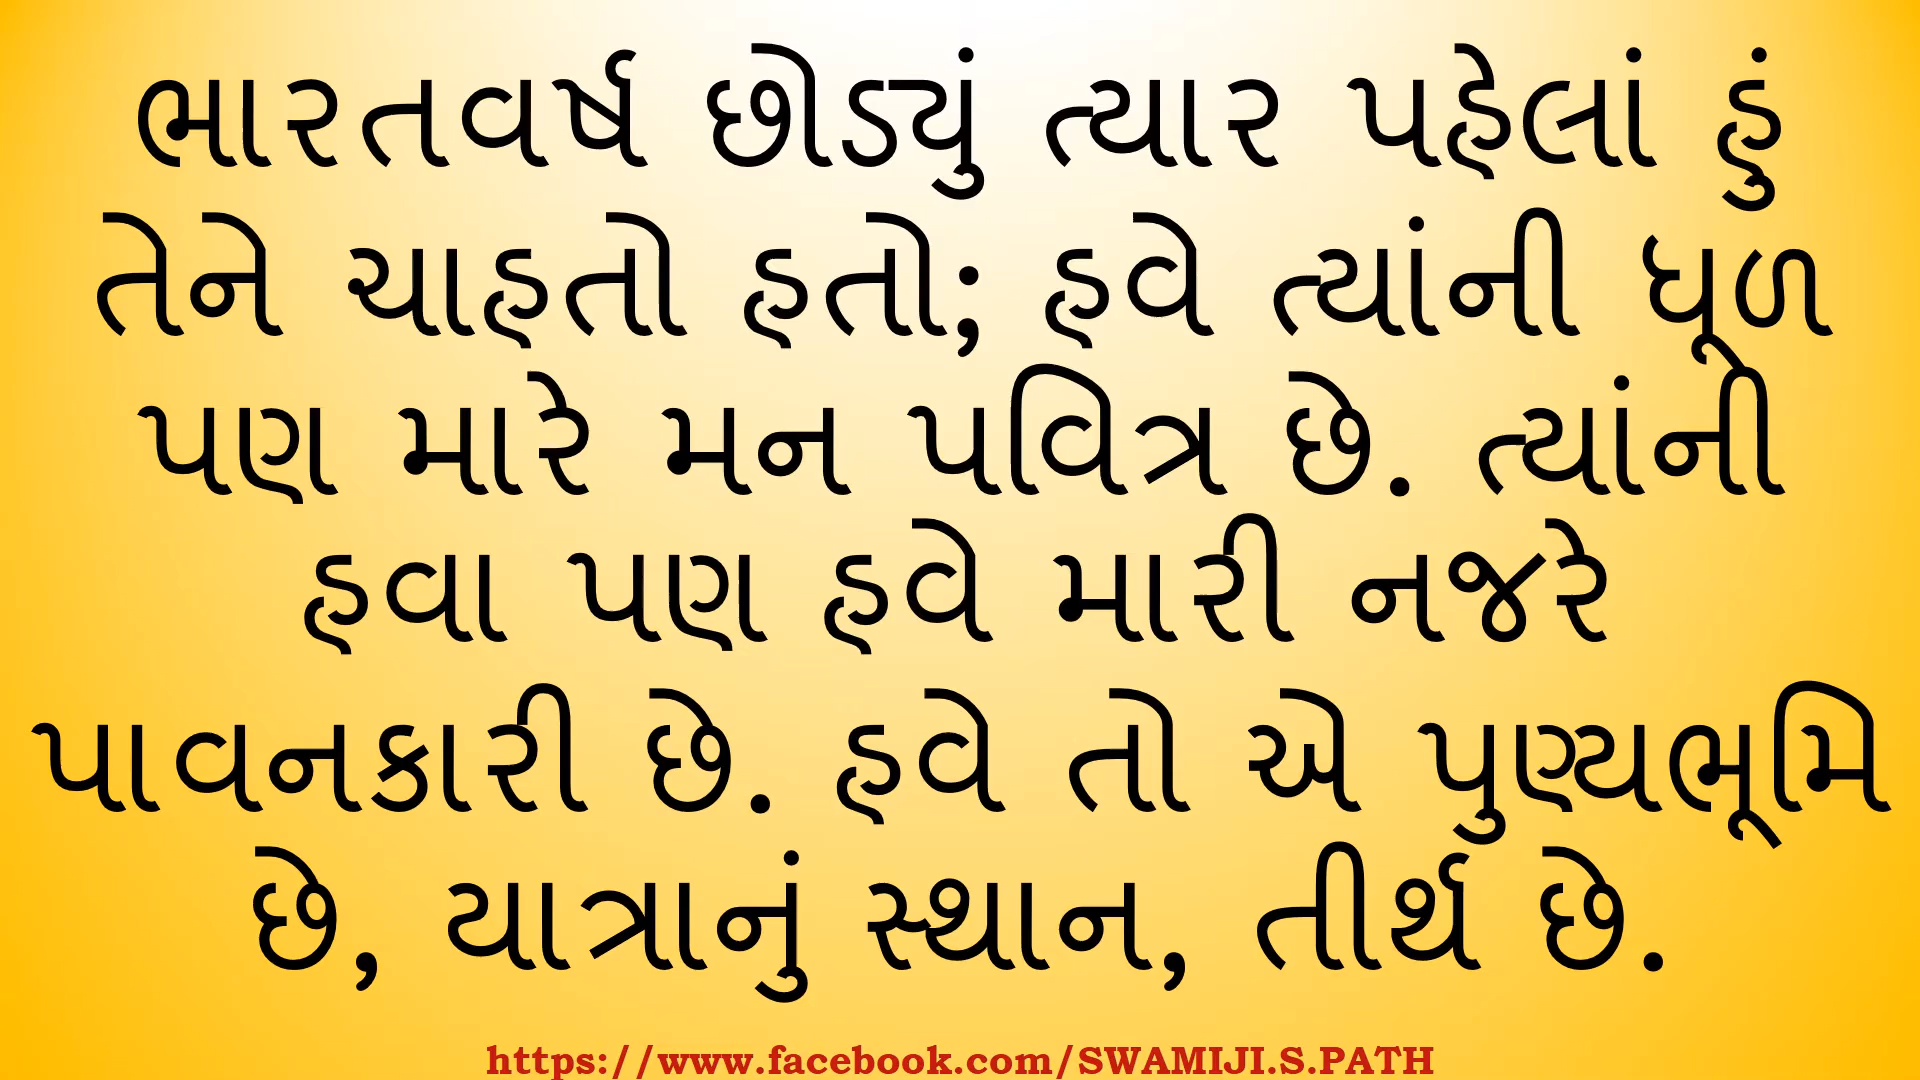 ભારતવર્ષ છોડ્યું ત્યાર પહેલાં હું
તેને ચાહતો હતો; હવે ત્યાંની ધૂળ
પણ મારે મન પવિત્ર છે. ત્યાંની
હવા પણ હવે મારી નજરે
પાવનકારી છે. હવે તો એ પુણ્યભૂમિ
છે, યાત્રાનું સ્થાન, તીર્થ છે.
https://www.facebook.com/SWAMIJI.S.PATH